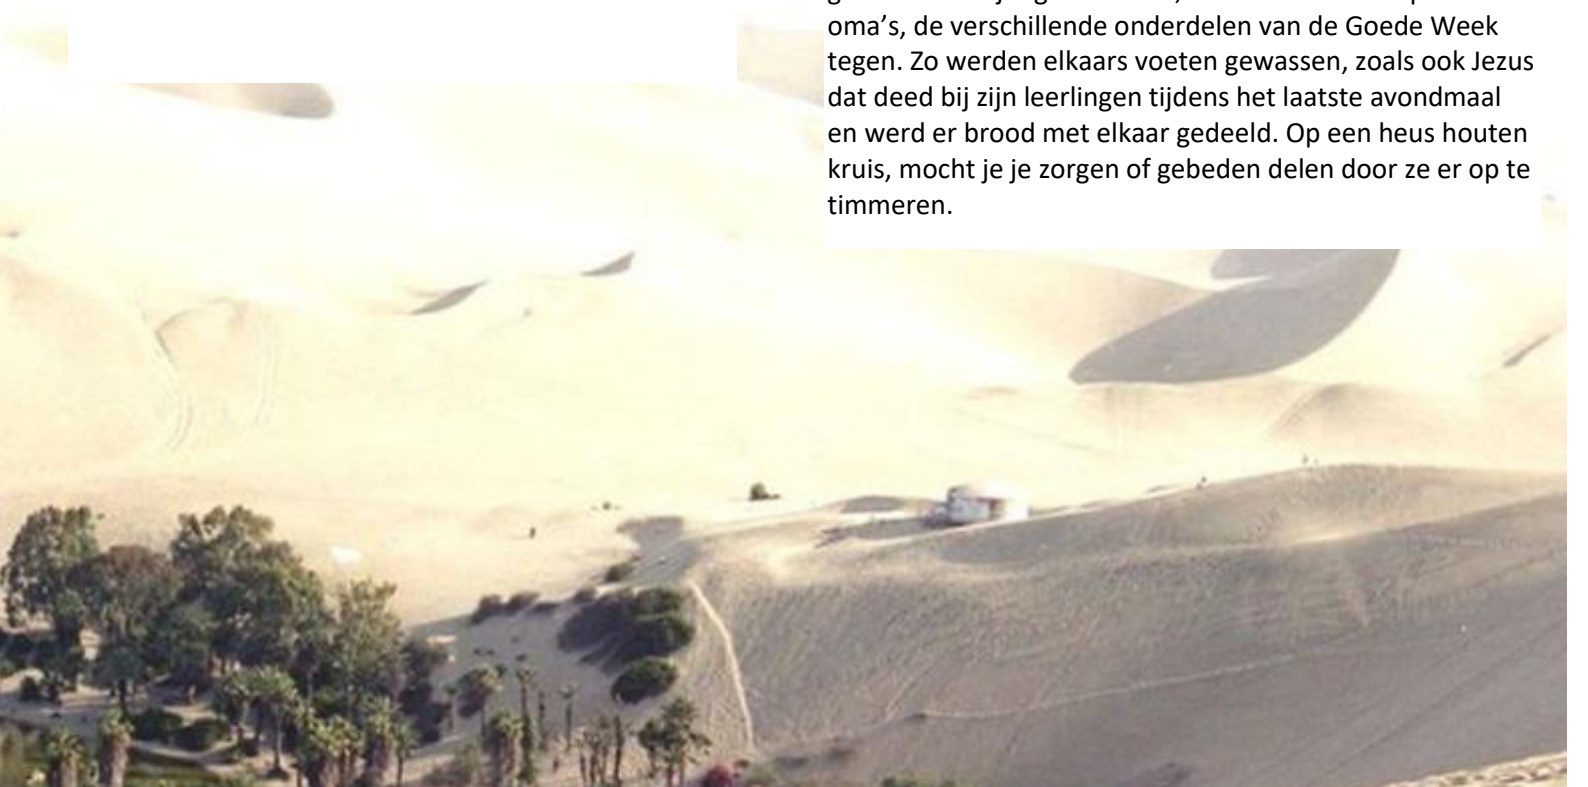 oma’s, de verschillende onderdelen van de Goede Week
tegen. Zo werden elkaars voeten gewassen, zoals ook Jezus
dat deed bij zijn leerlingen tijdens het laatste avondmaal
en werd er brood met elkaar gedeeld. Op een heus houten
kruis, mocht je je zorgen of gebeden delen door ze er op te
timmeren.